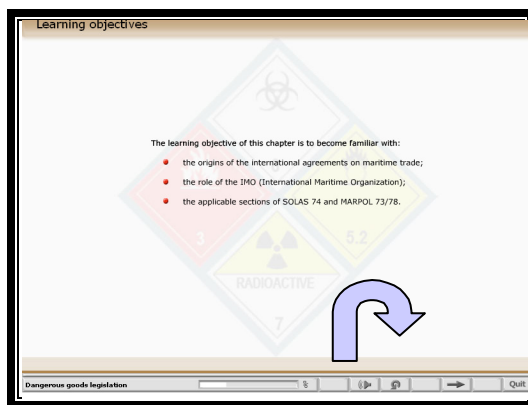 Learning objectives
The learning objective of this chapter is to become familiar with:
the origins of the international agreements on maritime trade;
the role of the IMO (International Maritime Organization);
the applicable sections of SOLAS 74 and MARPOL 73/78.
3
5.2
RADIOACTIVE
7
Dangerous goods legislation
Quit